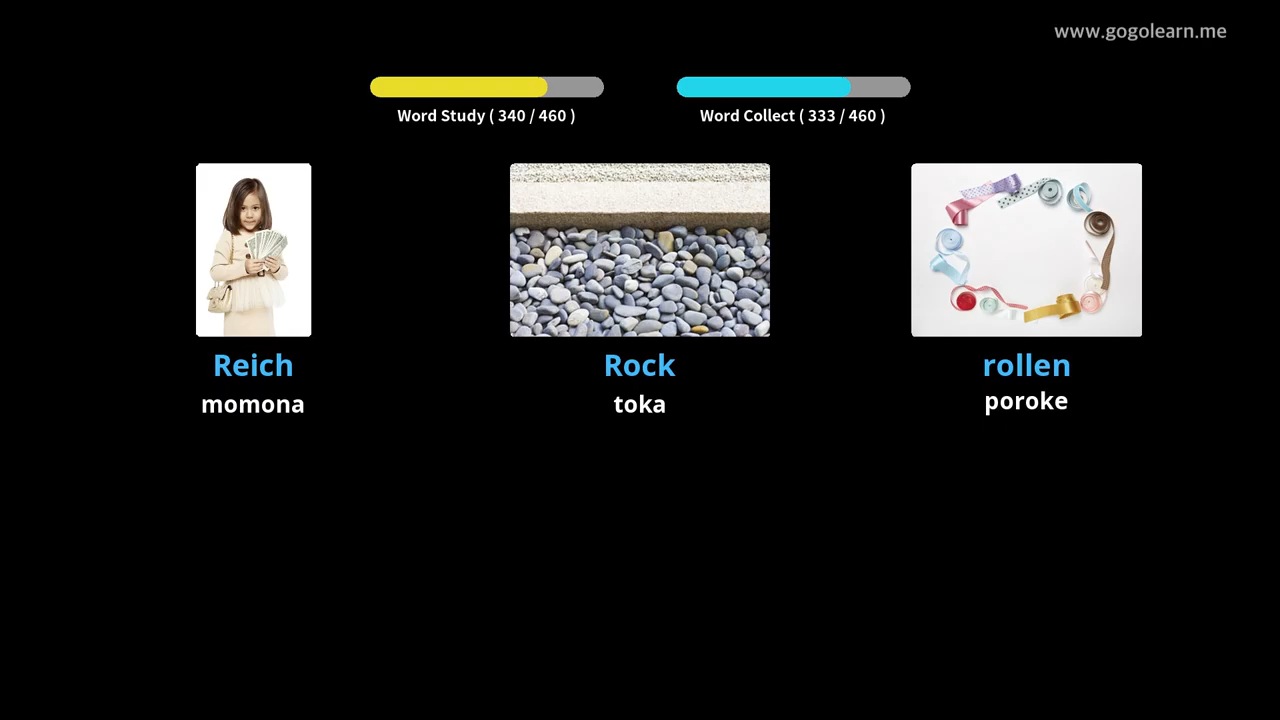 www.gogolearn.me
Word Study ( 340 / 460 )
Word Collect ( 333 / 460 )
Reich
momona
Rock
toka
rollen
poroke